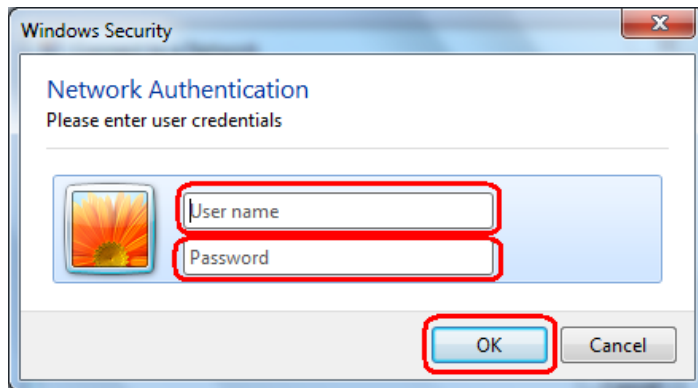 Windows Security
Network Authentication
Please enter user credentials
User name
Password
OK
Cancel